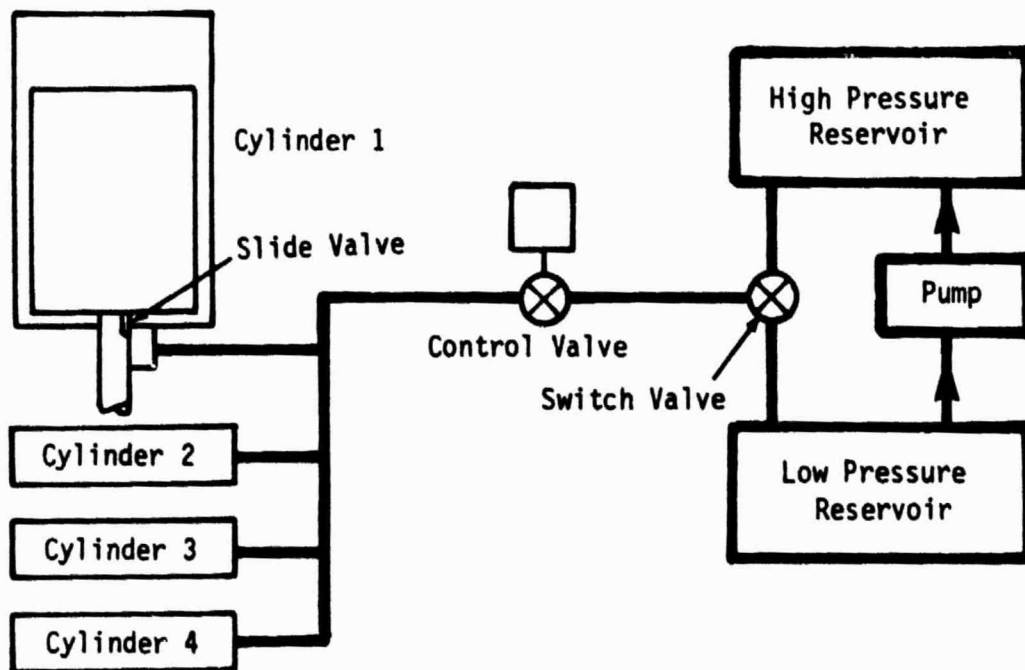 High Pressure
Reservoir
Cylinder 1
Slide Valve
Pump
Control Valve
Switch Valve
Cylinder 2
Low Pressure
Reservoir
Cylinder 3
Cylinder 4